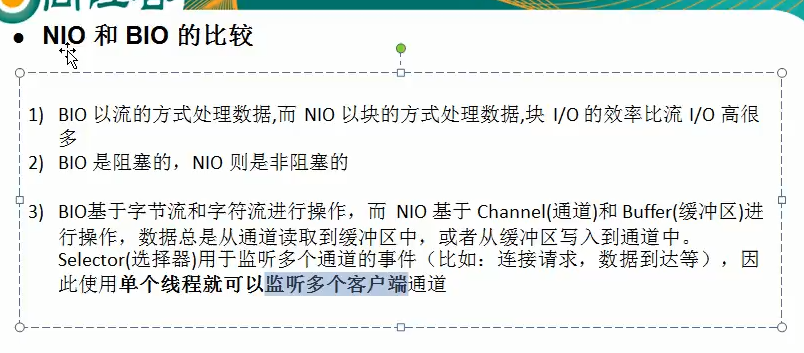 ● NIO 和 BIO 的比较
1) BIO 以流的方式处理数据,而 NIO 以块的方式处理数据,块 I/O 的效率比流 I/O 高很
多
2) BIO 是阻塞的，NIO 则是非阻塞的
3) BIO基于字节流和字符流进行操作，而 NIO 基于 Channel(通道)和 Buffer(缓冲区)进
行操作，数据总是从通道读取到缓冲区中，或者从缓冲区写入到通道中。
Selector(选择器)用于监听多个通道的事件（比如：连接请求，数据到达等），因
此使用单个线程就可以监听多个客户端通道